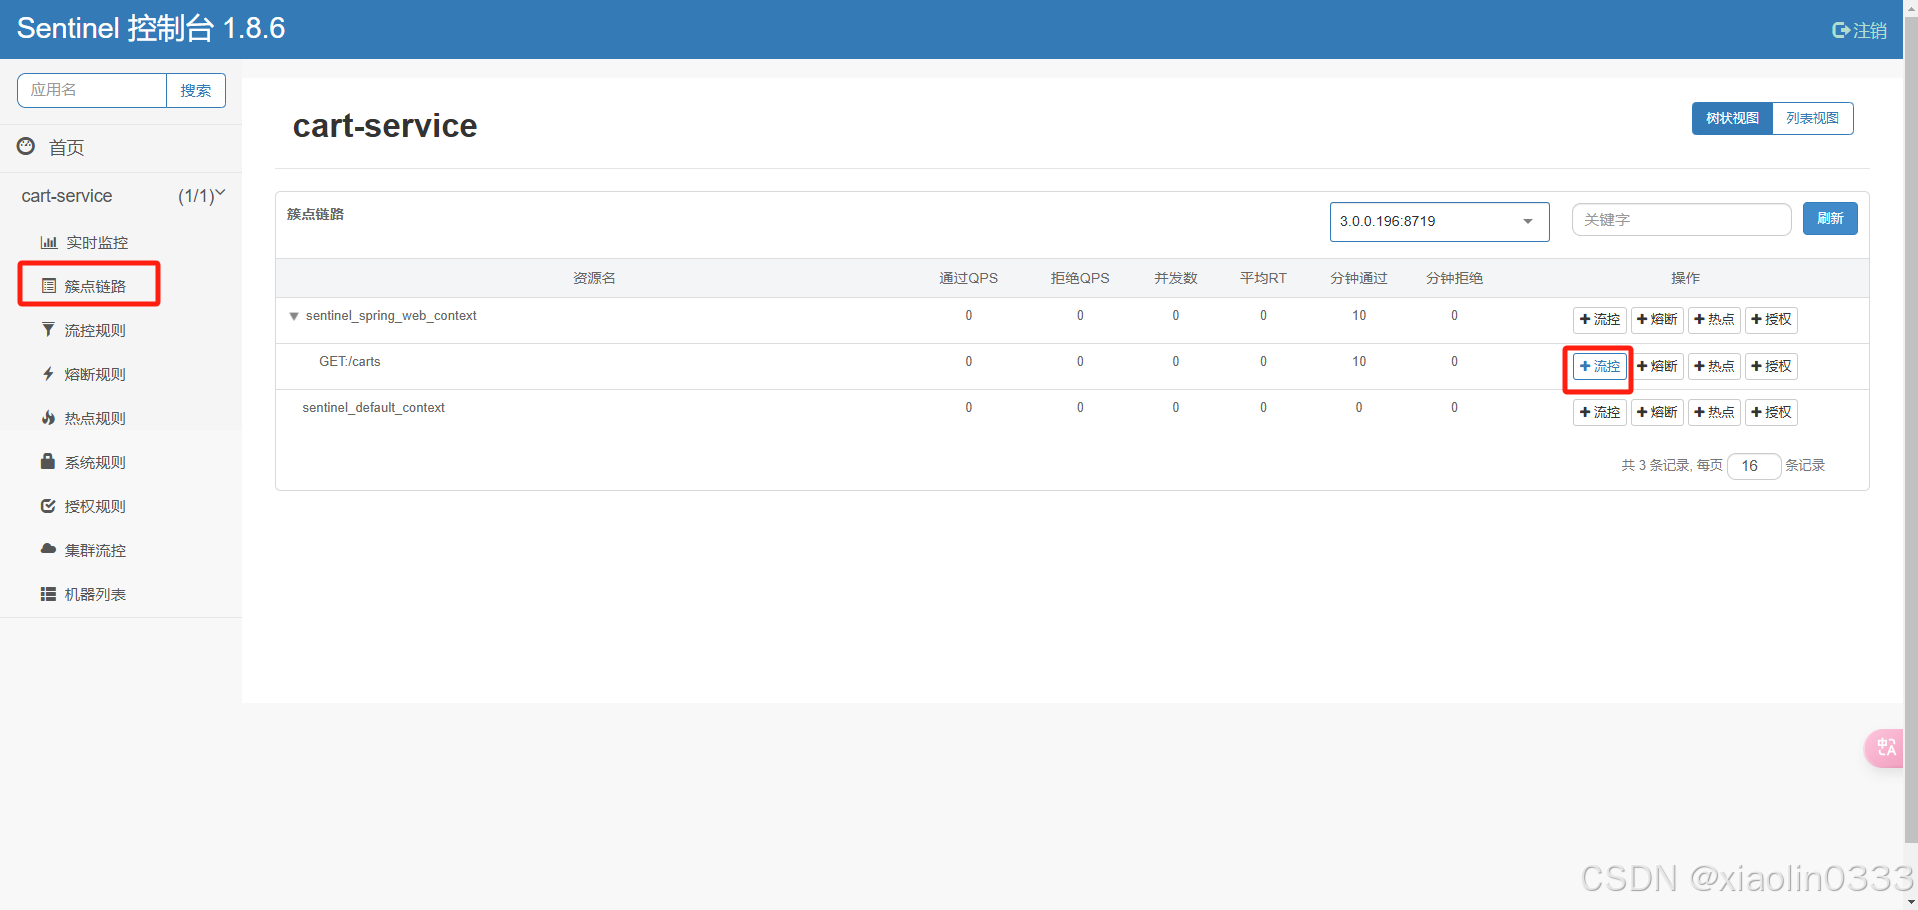 Sentinel 控制台 1.8.6
注销
应用名 搜索
首页
cart-service (1/1)
实时监控
簇点链路
流控规则
熔断规则
热点规则
系统规则
授权规则
集群流控
机器列表
cart-service
树状视图 列表视图
簇点链路 3.0.0.196:8719 关键字 刷新
资源名 通过QPS 拒绝QPS 并发数 平均RT 分钟通过 分钟拒绝 操作
sentinel_spring_web_context 0 0 0 0 10 0 流控 熔断 热点 授权
GET:/carts 0 0 0 0 10 0 流控 熔断 热点 授权
sentinel_default_context 0 0 0 0 0 0 流控 熔断 热点 授权
共 3 条记录, 每页 16 条记录
中 A
CSDN @xiaolin0333